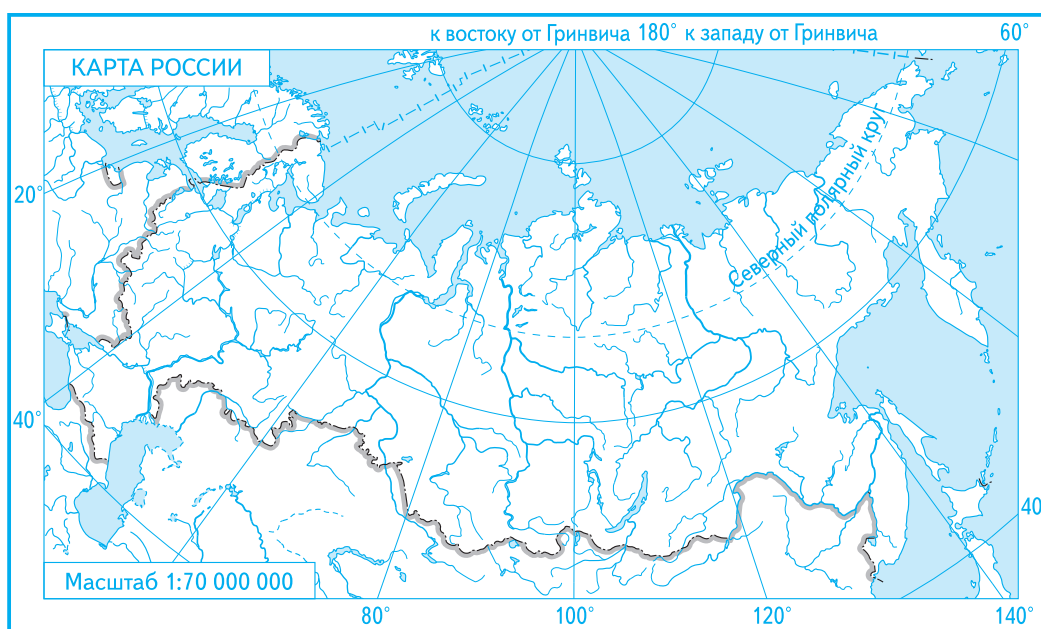 к востоку от Гринвича 180° к западу от Гринвича 60°
КАРТА РОССИИ
Северный полярный круг
20°
40°
40
Масштаб 1:70 000 000
80° 100° 120° 140°